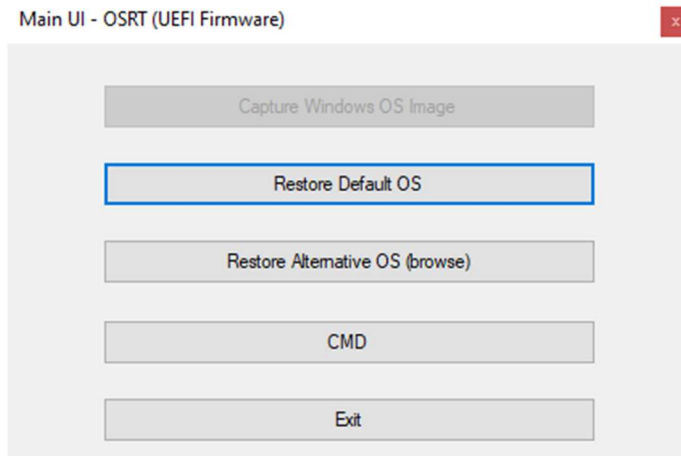 Main UI - OSRT (UEFI Firmware)
x
Capture Windows OS Image
Restore Default OS
Restore Alternative OS (browse)
CMD
Exit